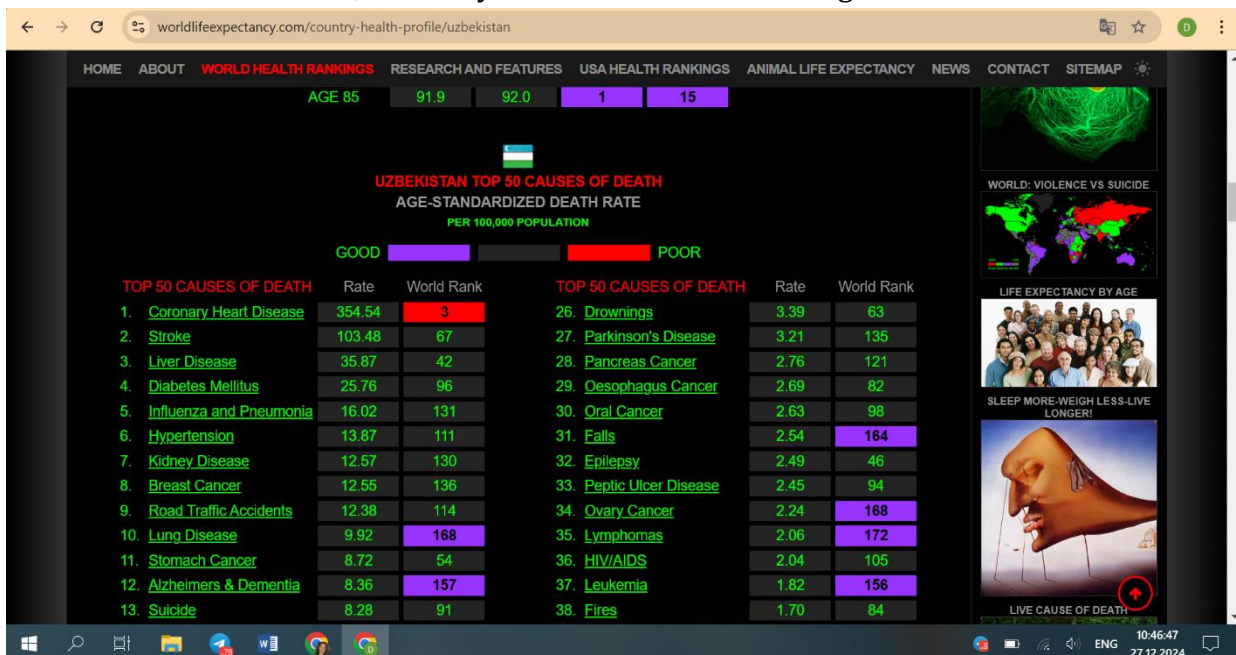 worldlifeexpectancy.com/country-health-profile/uzbekistan
D
HOME ABOUT WORLD HEALTH RANKINGS RESEARCH AND FEATURES USA HEALTH RANKINGS ANIMAL LIFE EXPECTANCY NEWS CONTACT SITEMAP
AGE 85 91.9 92.0 1 15
UZBEKISTAN TOP 50 CAUSES OF DEATH
AGE-STANDARDIZED DEATH RATE
PER 100,000 POPULATION
GOOD POOR
TOP 50 CAUSES OF DEATH Rate World Rank
1. Coronary Heart Disease 354.54 3
2. Stroke 103.48 67
3. Liver Disease 35.87 42
4. Diabetes Mellitus 25.76 96
5. Influenza and Pneumonia 16.02 131
6. Hypertension 13.87 111
7. Kidney Disease 12.57 130
8. Breast Cancer 12.55 136
9. Road Traffic Accidents 12.38 114
10. Lung Disease 9.92 168
11. Stomach Cancer 8.72 54
12. Alzheimers & Dementia 8.36 157
13. Suicide 8.28 91
TOP 50 CAUSES OF DEATH Rate World Rank
26. Drownings 3.39 63
27. Parkinson's Disease 3.21 135
28. Pancreas Cancer 2.76 121
29. Oesophagus Cancer 2.69 82
30. Oral Cancer 2.63 98
31. Falls 2.54 164
32. Epilepsy 2.49 46
33. Peptic Ulcer Disease 2.45 94
34. Ovary Cancer 2.24 168
35. Lymphomas 2.06 172
36. HIV/AIDS 2.04 105
37. Leukemia 1.82 156
38. Fires 1.70 84
WORLD: VIOLENCE VS SUICIDE
LIFE EXPECTANCY BY AGE
SLEEP MORE-WEIGH LESS-LIVE
LONGER!
LIVE CAUSE OF DEATH
78
D
ENG
10:46:47
27.12.2024